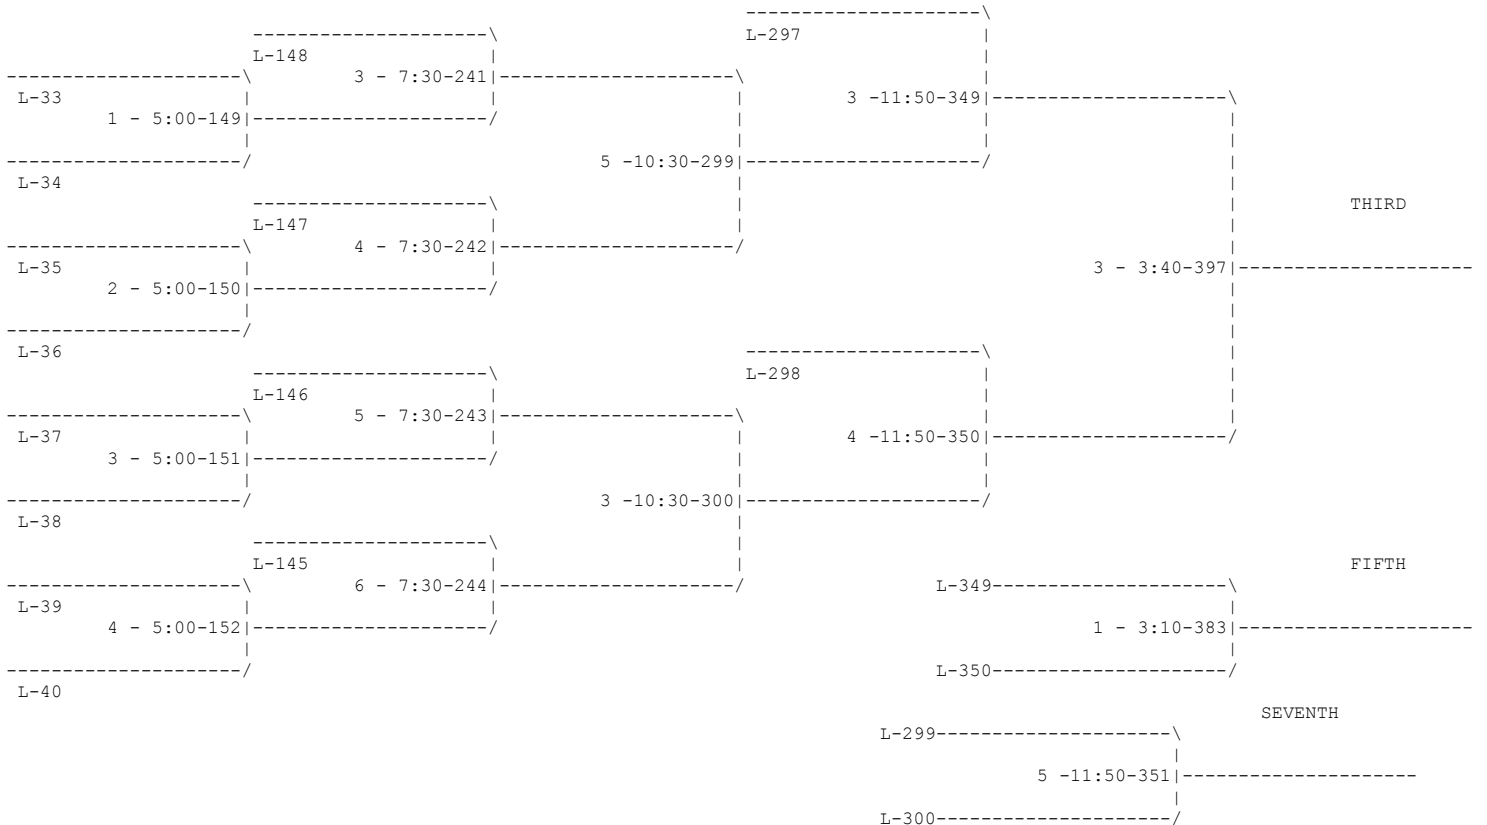 L-297
L-148
3 - 7:30-241
L-33
3 -11:50-349
1 - 5:00-149
5 -10:30-299
L-34
THIRD
L-147
4 - 7:30-242
L-35
3 - 3:40-397
2 - 5:00-150
L-36
L-298
L-146
5 - 7:30-243
L-37
4 -11:50-350
3 - 5:00-151
3 -10:30-300
L-38
L-145
FIFTH
6 - 7:30-244
L-349
L-39
4 - 5:00-152
1 - 3:10-383
L-350
L-40
SEVENTH
L-299
5 -11:50-351
L-300